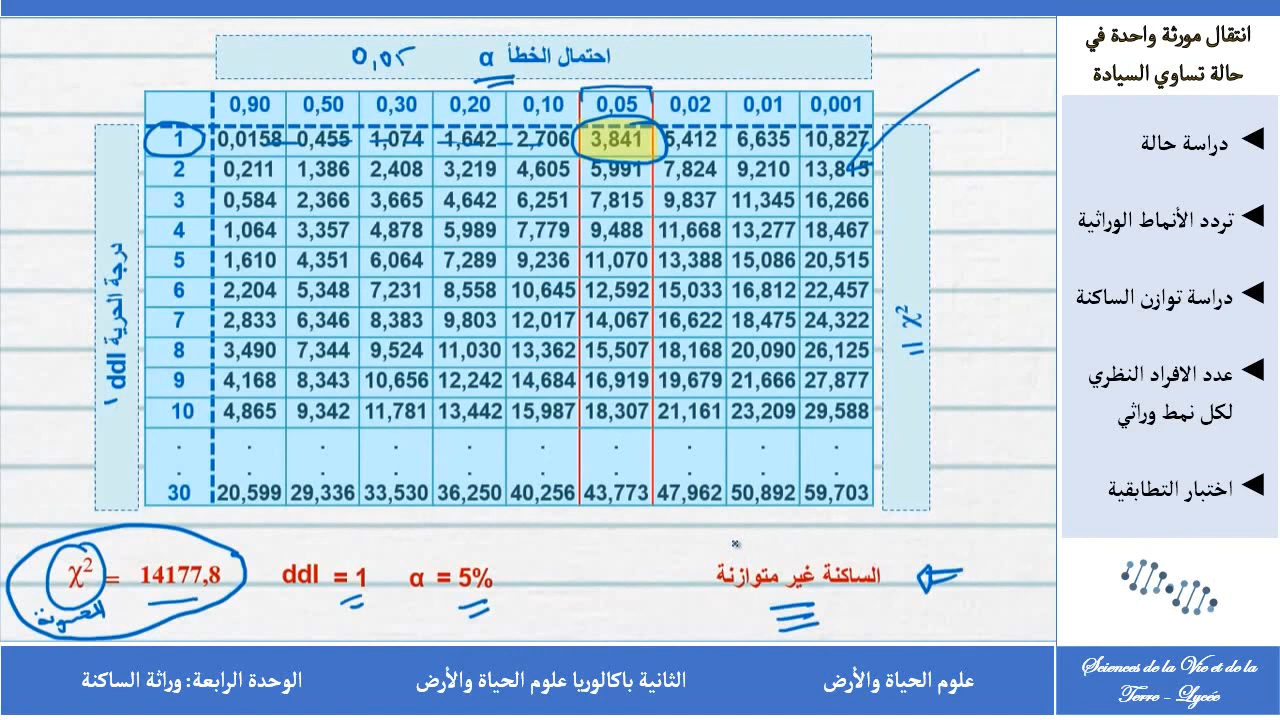 انتقال مورثة واحدة في
حالة تساوي السيادة
دراسة حالة
تردد الأنماط الوراثية
دراسة توازن الساكنة
عدد الافراد النظري
لكل نمط وراثي
اختبار التطابقية
احتمال الخطأ α
0,90 0,50 0,30 0,20 0,10 0,05 0,02 0,01 0,001
1 0,0158 0,455 1,074 1,642 2,706 3,841 5,412 6,635 10,827
2 0,211 1,386 2,408 3,219 4,605 5,991 7,824 9,210 13,845
3 0,584 2,366 3,665 4,642 6,251 7,815 9,837 11,345 16,266
4 1,064 3,357 4,878 5,989 7,779 9,488 11,668 13,277 18,467
5 1,610 4,351 6,064 7,289 9,236 11,070 13,388 15,086 20,515
6 2,204 5,348 7,231 8,558 10,645 12,592 15,033 16,812 22,457
7 2,833 6,346 8,383 9,803 12,017 14,067 16,622 18,475 24,322
8 3,490 7,344 9,524 11,030 13,362 15,507 18,168 20,090 26,125
9 4,168 8,343 10,656 12,242 14,684 16,919 19,679 21,666 27,877
10 4,865 9,342 11,781 13,442 15,987 18,307 21,161 23,209 29,588
. . . . . . . . . .
. . . . . . . . . .
30 20,599 29,336 33,530 36,250 40,256 43,773 47,962 50,892 59,703
درجة الحرية ddl
χ²
χ² = 14177,8 ddl = 1 α = 5%
المحسوبة:
الساكنة غير متوازنة
علوم الحياة والأرض
الثانية باكالوريا علوم الحياة والأرض
الوحدة الرابعة: وراثة الساكنة
Sciences de la Vie et de la
Terre – Lycée